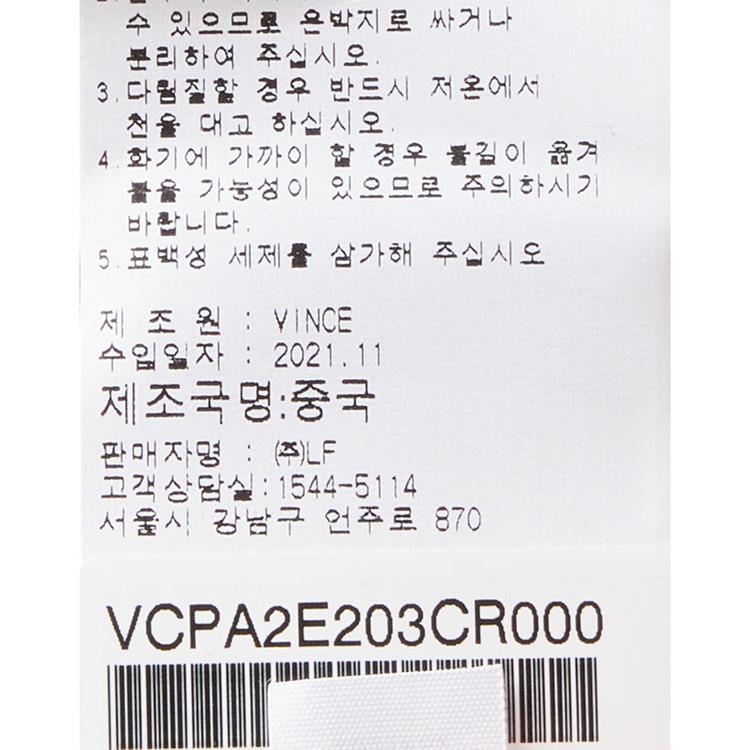 수 있으므로 은박지로 싸거나
분리하여 주십시오.
3.다림질할 경우 반드시 저온에서
천을 대고 하십시오.
4.화기에 가까이 할 경우 불길이 옮겨
붙을 가능성이 있으므로 주의하시기
바랍니다.
5.표백성 세제를 삼가해 주십시오
제 조 원 : VINCE
수입일자 : 2021.11
제조국명:중국
판매자명 : (주)LF
고객상담실:1544-5114
서울시 강남구 언주로 870
VCPA2E203CR000